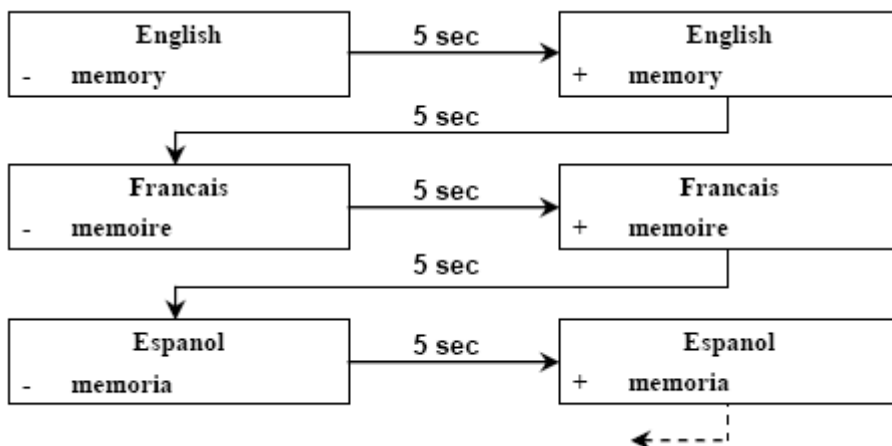 English 5 sec English
- memory + memory
5 sec
Francais 5 sec Francais
- memoire + memoire
5 sec
Espanol 5 sec Espanol
- memoria + memoria